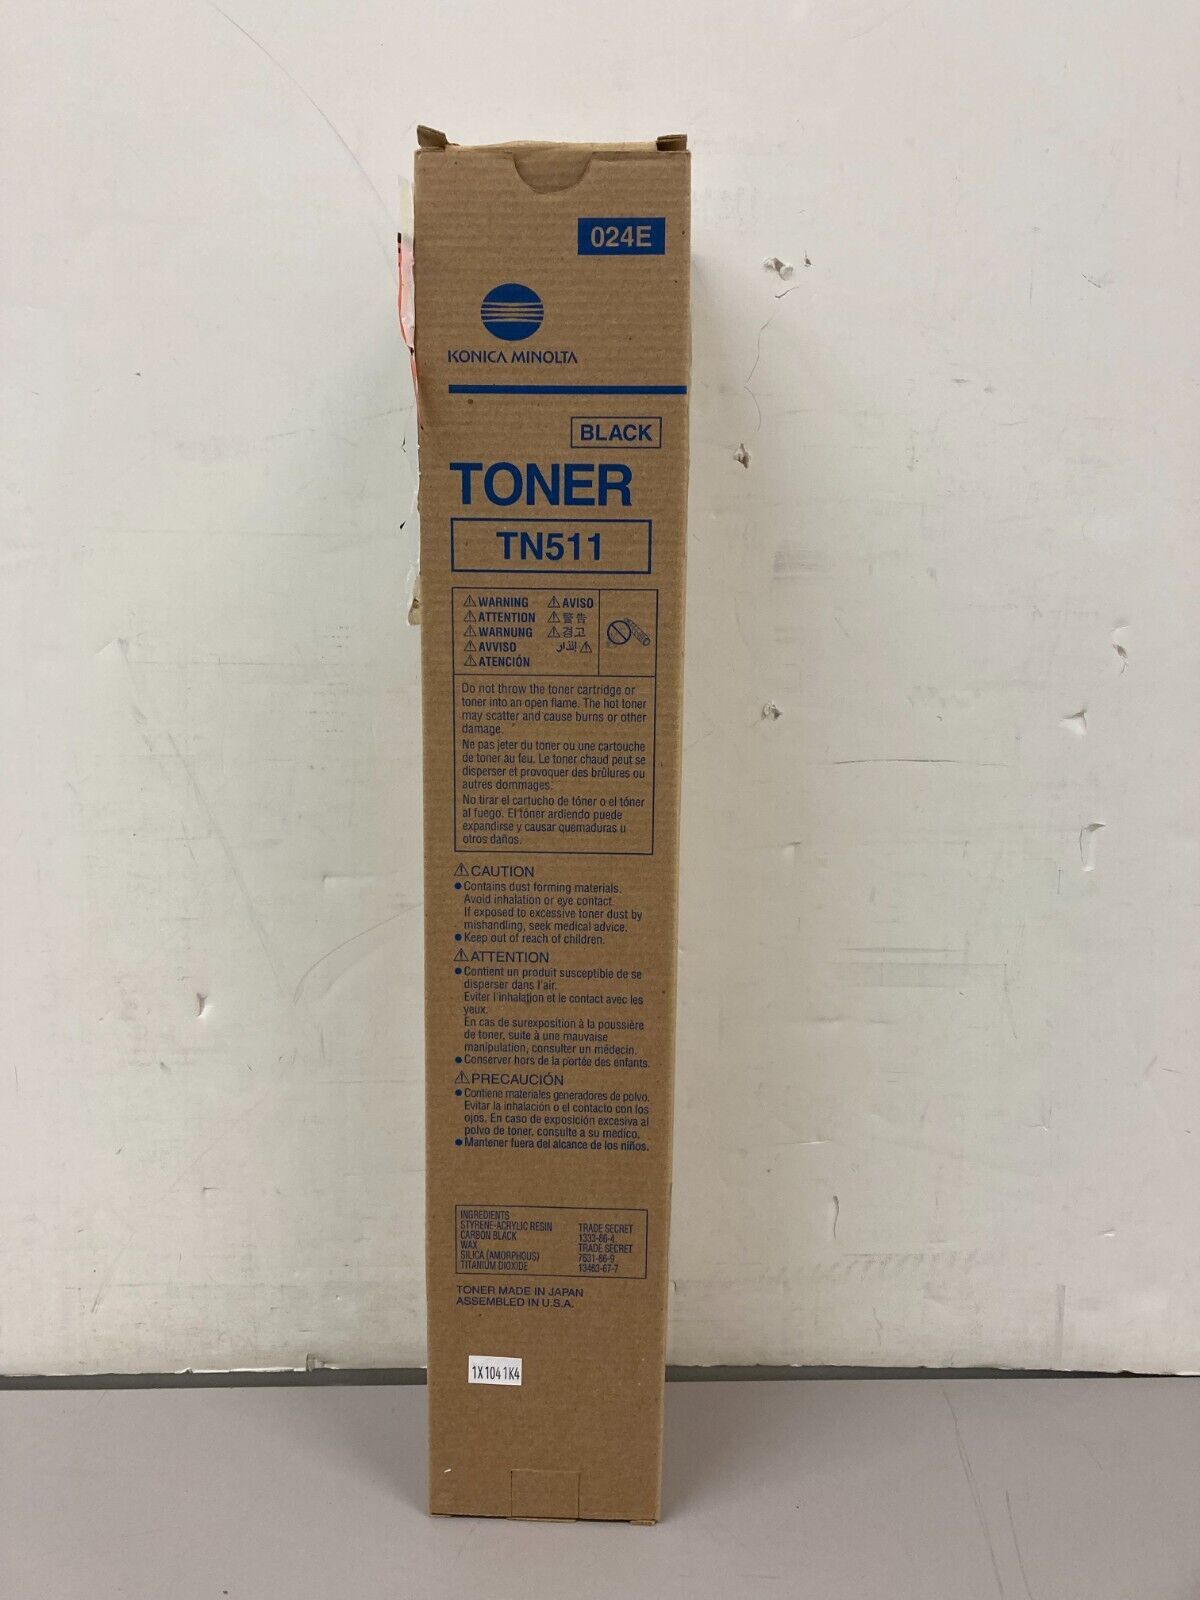 024E
KONICA MINOLTA
BLACK
TONER
TN511
⚠WARNING ⚠AVISO
⚠ATTENTION ⚠警告
⚠WARNUNG ⚠경고
⚠AVVISO إنذار⚠
⚠ATENCIÓN
Do not throw the toner cartridge or
toner into an open flame. The hot toner
may scatter and cause burns or other
damage.
Ne pas jeter du toner ou une cartouche
de toner au feu. Le toner chaud peut se
disperser et provoquer des brûlures ou
autres dommages.
No tirar el cartucho de tóner o el tóner
al fuego. El tóner ardiendo puede
expandirse y causar quemaduras u
otros daños.
⚠CAUTION
●Contains dust forming materials.
Avoid inhalation or eye contact.
If exposed to excessive toner dust by
mishandling, seek medical advice.
●Keep out of reach of children.
⚠ATTENTION
●Contient un produit susceptible de se
disperser dans l'air.
Eviter l'inhalation et le contact avec les
yeux.
En cas de surexposition à la poussière
de toner, suite à une mauvaise
manipulation, consulter un médecin.
●Conserver hors de la portée des enfants.
⚠PRECAUCIÓN
●Contiene materiales generadores de polvo.
Evitar la inhalación o el contacto con los
ojos. En caso de exposición excesiva al
polvo de toner, consulte a su médico.
●Mantener fuera del alcance de los niños.
INGREDIENTS
STYRENE-ACRYLIC RESIN TRADE SECRET
CARBON BLACK 1333-86-4
WAX TRADE SECRET
SILICA (AMORPHOUS) 7631-86-9
TITANIUM DIOXIDE 13463-67-7
TONER MADE IN JAPAN
ASSEMBLED IN U.S.A.
1X1041K4